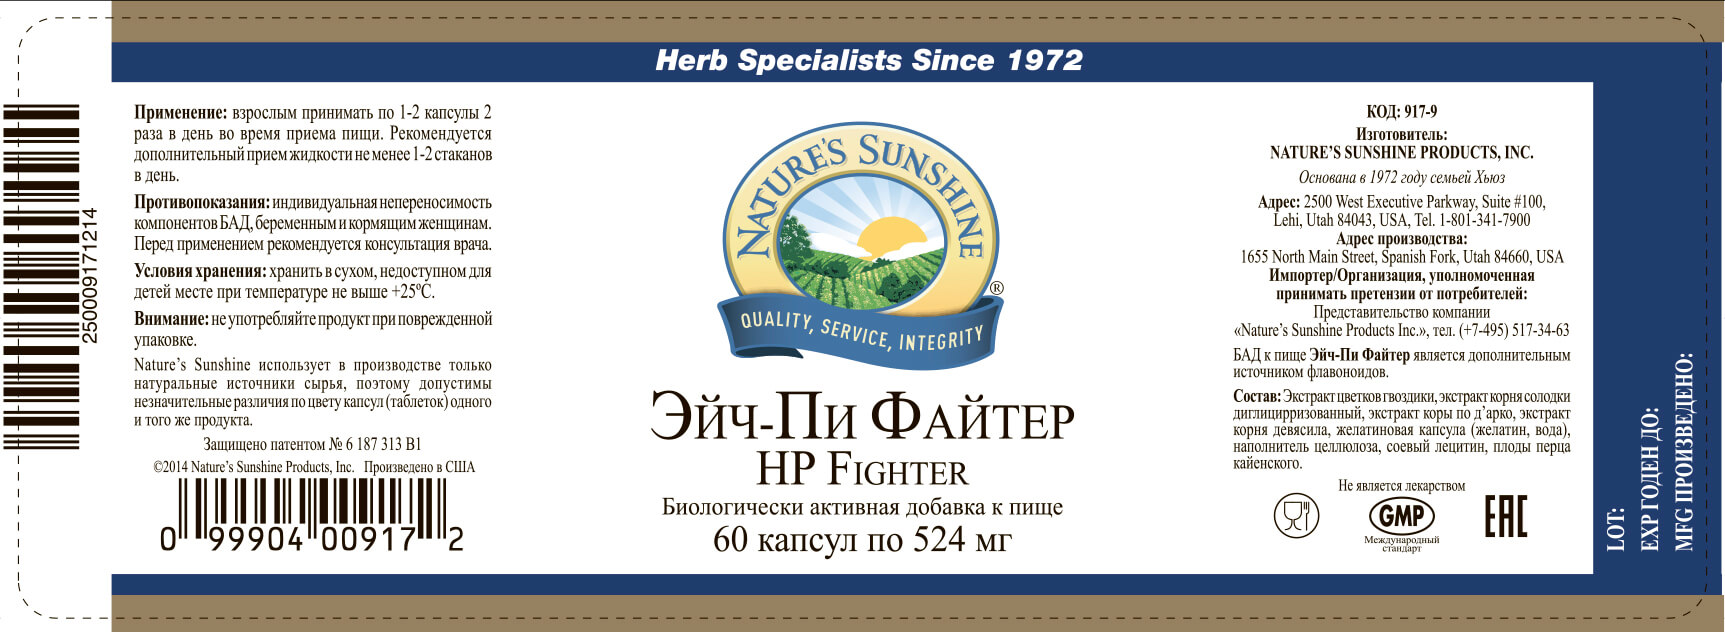 Herb Specialists Since 1972
250009171214
Применение: взрослым принимать по 1-2 капсулы 2
раза в день во время приема пищи. Рекомендуется
дополнительный прием жидкости не менее 1-2 стаканов
в день.
Противопоказания: индивидуальная непереносимость
компонентов БАД, беременным и кормящим женщинам.
Перед применением рекомендуется консультация врача.
Условия хранения: хранить в сухом, недоступном для
детей месте при температуре не выше +25ºC.
Внимание: не употребляйте продукт при поврежденной
упаковке.
Nature’s Sunshine использует в производстве только
натуральные источники сырья, поэтому допустимы
незначительные различия по цвету капсул (таблеток) одного
и того же продукта.
Защищено патентом № 6 187 313 B1
©2014 Nature’s Sunshine Products, Inc. Произведено в США
0 99904 00917 2
NATURE’S SUNSHINE
®
QUALITY, SERVICE, INTEGRITY
Эйч-Пи Файтер
HP Fighter
Биологически активная добавка к пище
60 капсул по 524 мг
КОД: 917-9
Изготовитель:
NATURE’S SUNSHINE PRODUCTS, INC.
Основана в 1972 году семьей Хьюз
Адрес: 2500 West Executive Parkway, Suite #100,
Lehi, Utah 84043, USA, Tel. 1-801-341-7900
Адрес производства:
1655 North Main Street, Spanish Fork, Utah 84660, USA
Импортер/Организация, уполномоченная
принимать претензии от потребителей:
Представительство компании
«Nature’s Sunshine Products Inc.», тел. (+7-495) 517-34-63
БАД к пище Эйч-Пи Файтер является дополнительным
источником флавоноидов.
Состав: Экстракт цветков гвоздики, экстракт корня солодки
диглицирризованный, экстракт коры по д’арко, экстракт
корня девясила, желатиновая капсула (желатин, вода),
наполнитель целлюлоза, соевый лецитин, плоды перца
кайенского.
Не является лекарством
GMP
Международный
стандарт
EAC
LOT:
EXP ГОДЕН ДО:
MFG ПРОИЗВЕДЕНО: